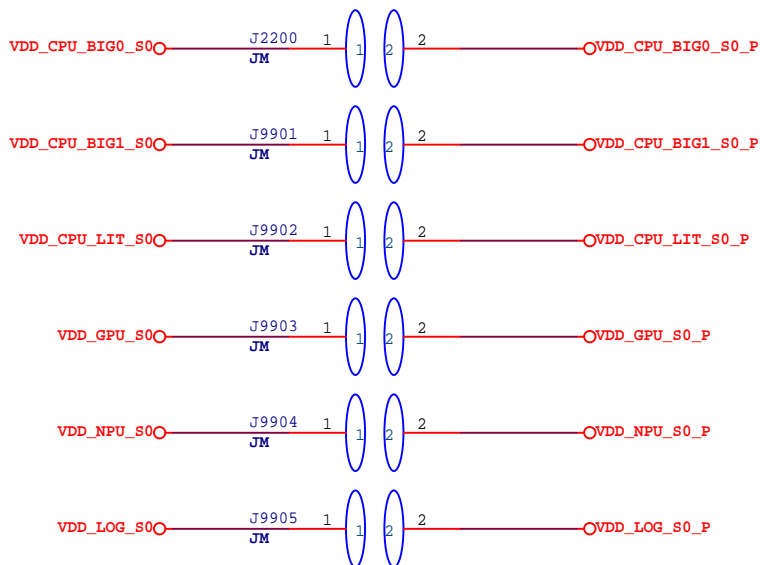 VDD_CPU_BIG0_S0 J2200 JM 1 1 2 2 VDD_CPU_BIG0_S0_P
VDD_CPU_BIG1_S0 J9901 JM 1 1 2 2 VDD_CPU_BIG1_S0_P
VDD_CPU_LIT_S0 J9902 JM 1 1 2 2 VDD_CPU_LIT_S0_P
VDD_GPU_S0 J9903 JM 1 1 2 2 VDD_GPU_S0_P
VDD_NPU_S0 J9904 JM 1 1 2 2 VDD_NPU_S0_P
VDD_LOG_S0 J9905 JM 1 1 2 2 VDD_LOG_S0_P